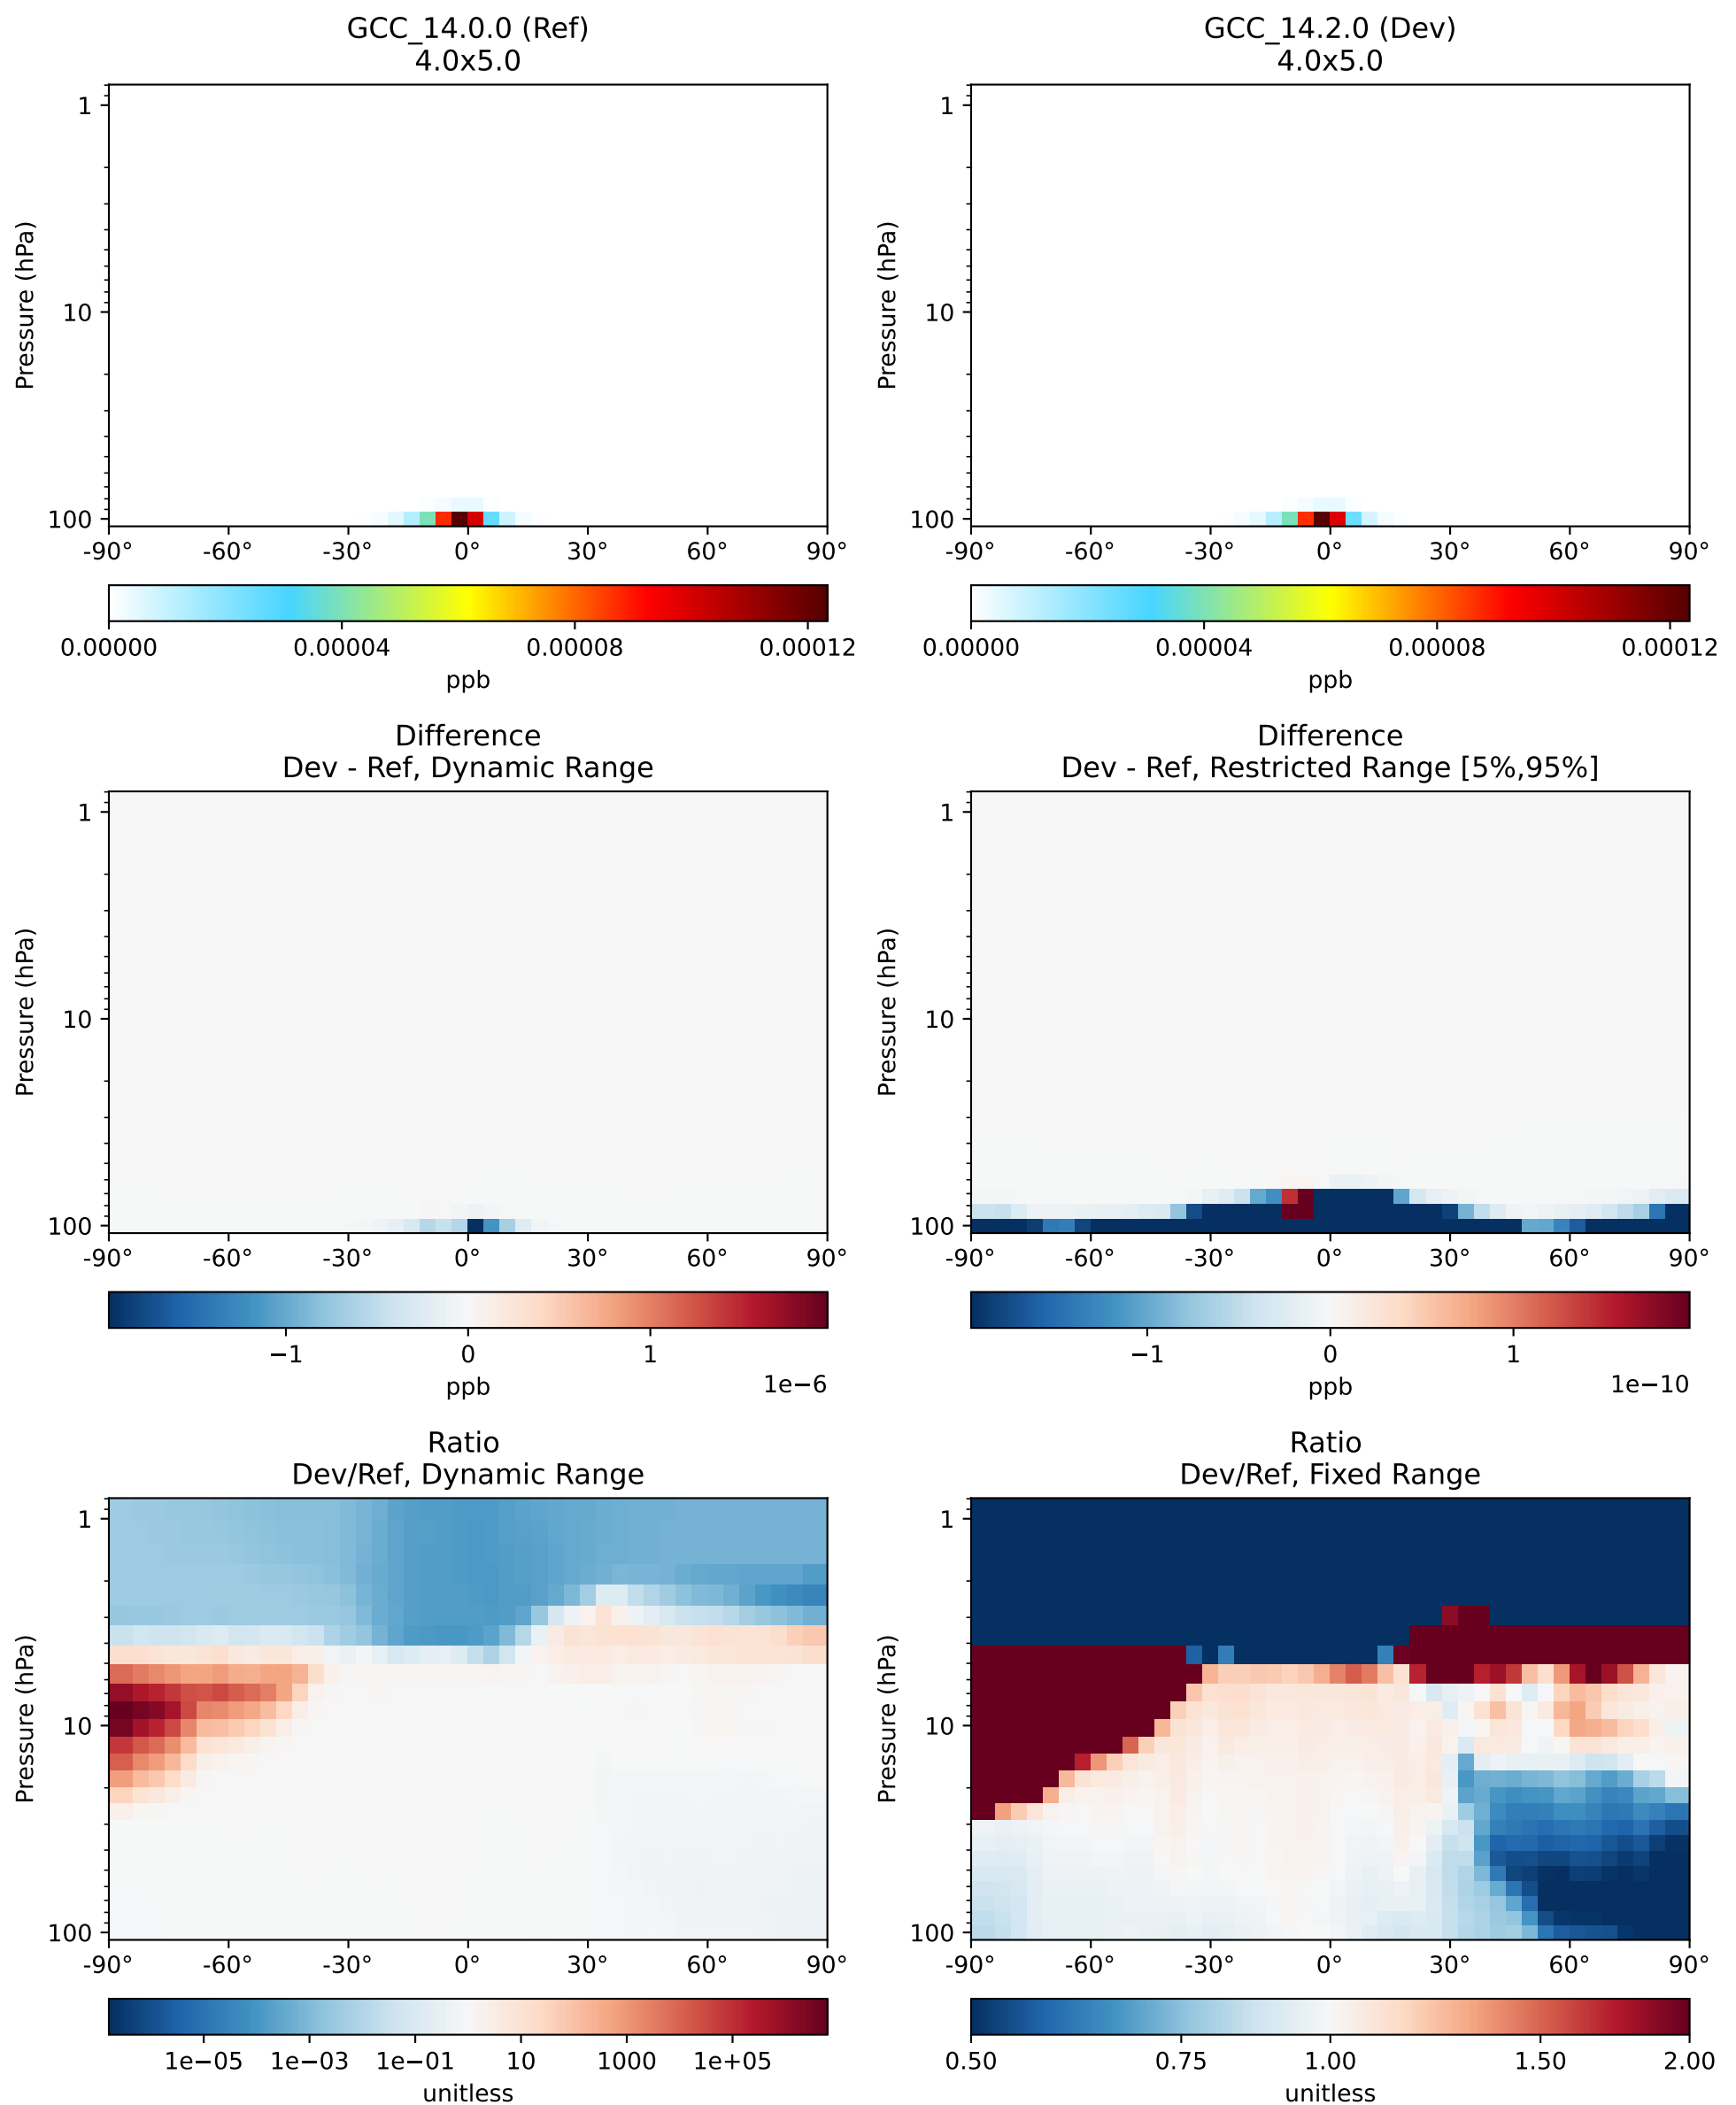 GCC_14.0.0 (Ref)
4.0x5.0
Pressure (hPa)
1
10
100
-90° -60° -30° 0° 30° 60° 90°
0.00000 0.00004 0.00008 0.00012
ppb
GCC_14.2.0 (Dev)
4.0x5.0
Pressure (hPa)
1
10
100
-90° -60° -30° 0° 30° 60° 90°
0.00000 0.00004 0.00008 0.00012
ppb
Difference
Dev - Ref, Dynamic Range
Pressure (hPa)
1
10
100
-90° -60° -30° 0° 30° 60° 90°
−1 0 1
ppb
1e−6
Difference
Dev - Ref, Restricted Range [5%,95%]
Pressure (hPa)
1
10
100
-90° -60° -30° 0° 30° 60° 90°
−1 0 1
ppb
1e−10
Ratio
Dev/Ref, Dynamic Range
Pressure (hPa)
1
10
100
-90° -60° -30° 0° 30° 60° 90°
1e−05 1e−03 1e−01 10 1000 1e+05
unitless
Ratio
Dev/Ref, Fixed Range
Pressure (hPa)
1
10
100
-90° -60° -30° 0° 30° 60° 90°
0.50 0.75 1.00 1.50 2.00
unitless